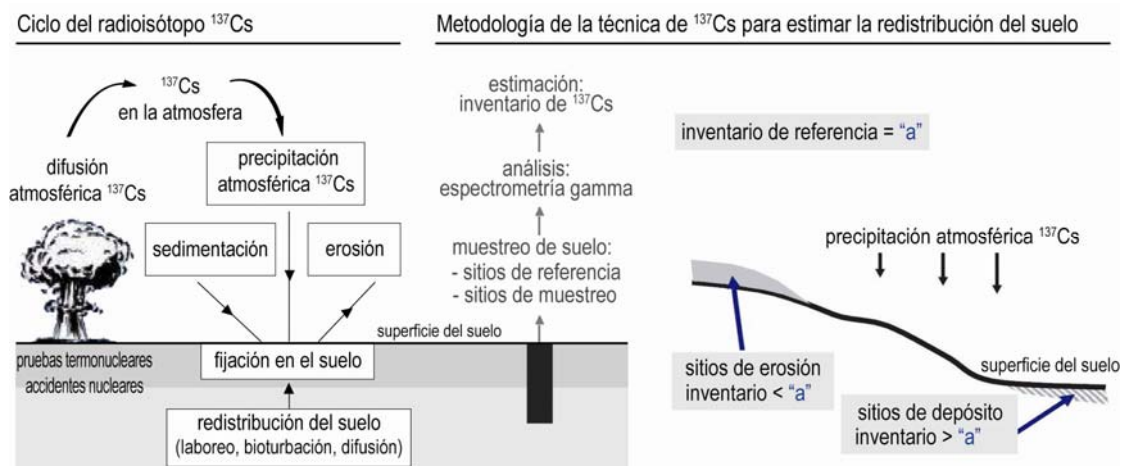 Ciclo del radioisótopo ¹³⁷Cs
¹³⁷Cs
en la atmosfera
difusión
atmosférica ¹³⁷Cs
precipitación
atmosférica ¹³⁷Cs
sedimentación
erosión
pruebas termonucleares
accidentes nucleares
fijación en el suelo
redistribución del suelo
(laboreo, bioturbación, difusión)
superficie del suelo
Metodología de la técnica de ¹³⁷Cs para estimar la redistribución del suelo
estimación:
inventario de ¹³⁷Cs
análisis:
espectrometría gamma
muestreo de suelo:
- sitios de referencia
- sitios de muestreo
inventario de referencia = “a”
precipitación atmosférica ¹³⁷Cs
sitios de erosión
inventario < “a”
superficie del suelo
sitios de depósito
inventario > “a”